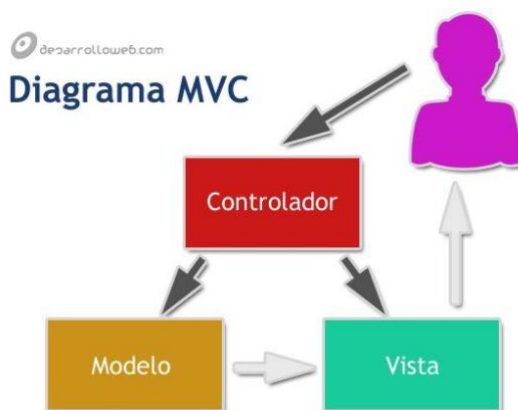 desarrolloweb.com
Diagrama MVC
Controlador
Modelo
Vista